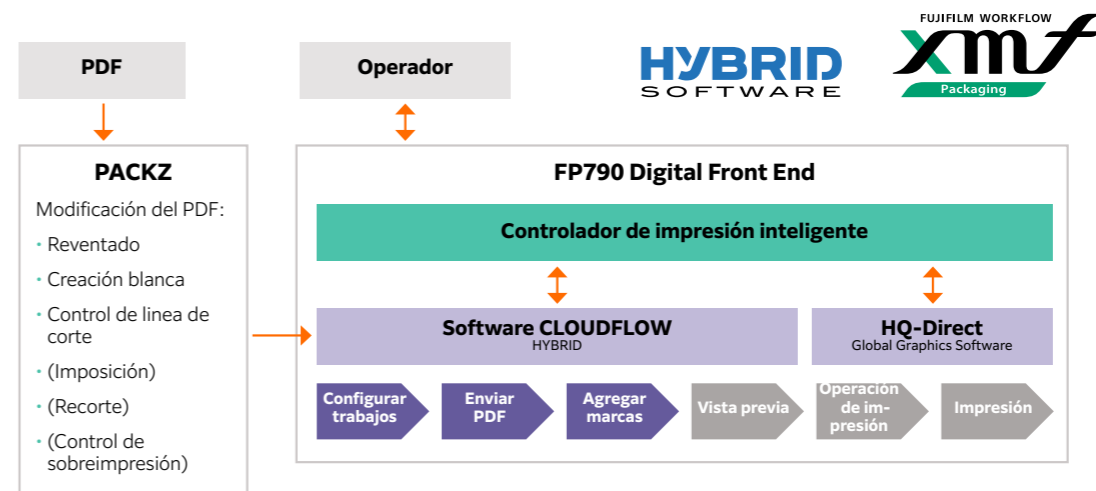 PDF
Operador
HYBRID
SOFTWARE
FUJIFILM WORKFLOW
xmf
Packaging
PACKZ
Modificación del PDF:
• Reventado
• Creación blanca
• Control de linea de
corte
• (Imposición)
• (Recorte)
• (Control de
sobreimpresión)
FP790 Digital Front End
Controlador de impresión inteligente
Software CLOUDFLOW
HYBRID
HQ-Direct
Global Graphics Software
Configurar
trabajos
Enviar
PDF
Agregar
marcas
Vista previa
Operación
de im-
presión
Impresión